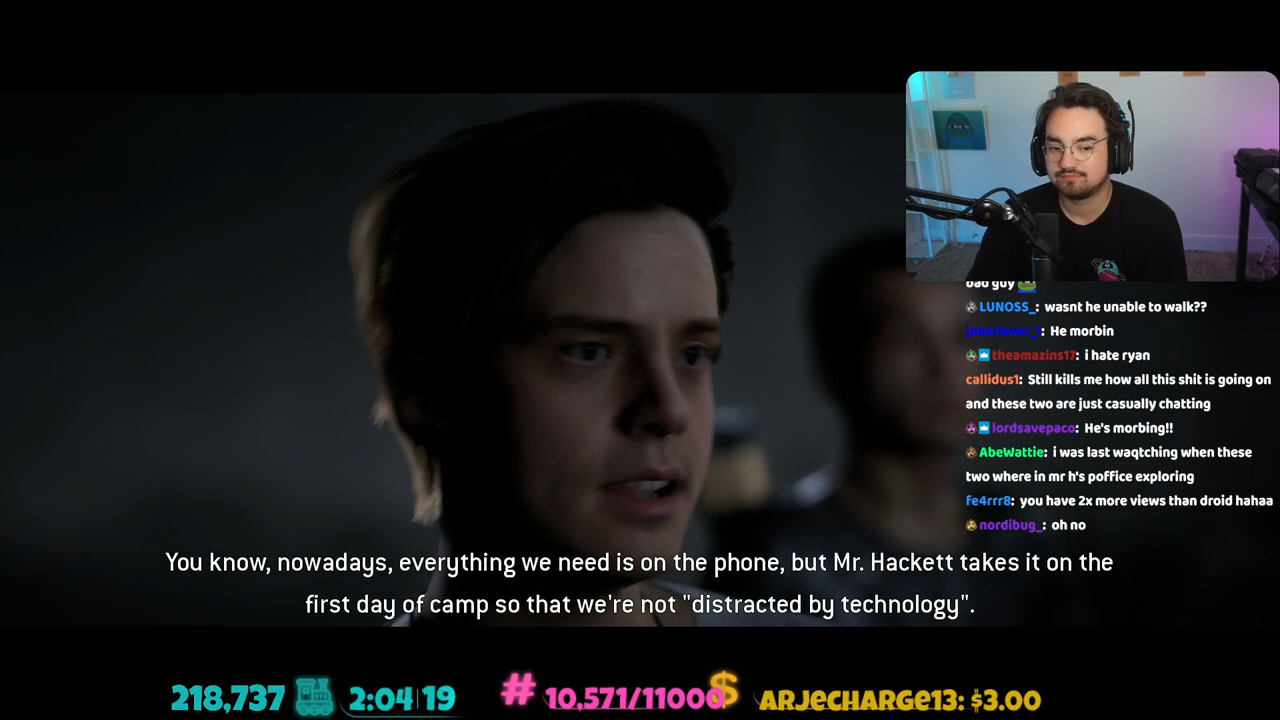 bad guy
LUNOSS_: wasnt he unable to walk??
jokerlover_1: He morbin
theamazins17: i hate ryan
callidus1: Still kills me how all this shit is going on
and these two are just casually chatting
lordsavepaco: He's morbing!!
AbeWattie: i was last waqtching when these
two where in mr h's poffice exploring
fe4rrr8: you have 2x more views than droid hahaa
nordibug_: oh no
You know, nowadays, everything we need is on the phone, but Mr. Hackett takes it on the
first day of camp so that we're not "distracted by technology".
218,737 2:04 19 # 10,571/11000 $ ARJECHARGE13: $3.00